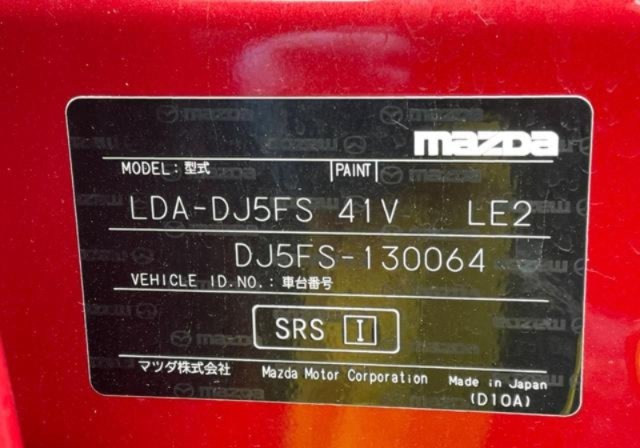 mazda
MODEL: 型式 PAINT
LDA-DJ5FS 41V LE2
DJ5FS-130064
VEHICLE ID.NO.: 車台番号
SRS I
マツダ株式会社 Mazda Motor Corporation Made in Japan
(D10A)